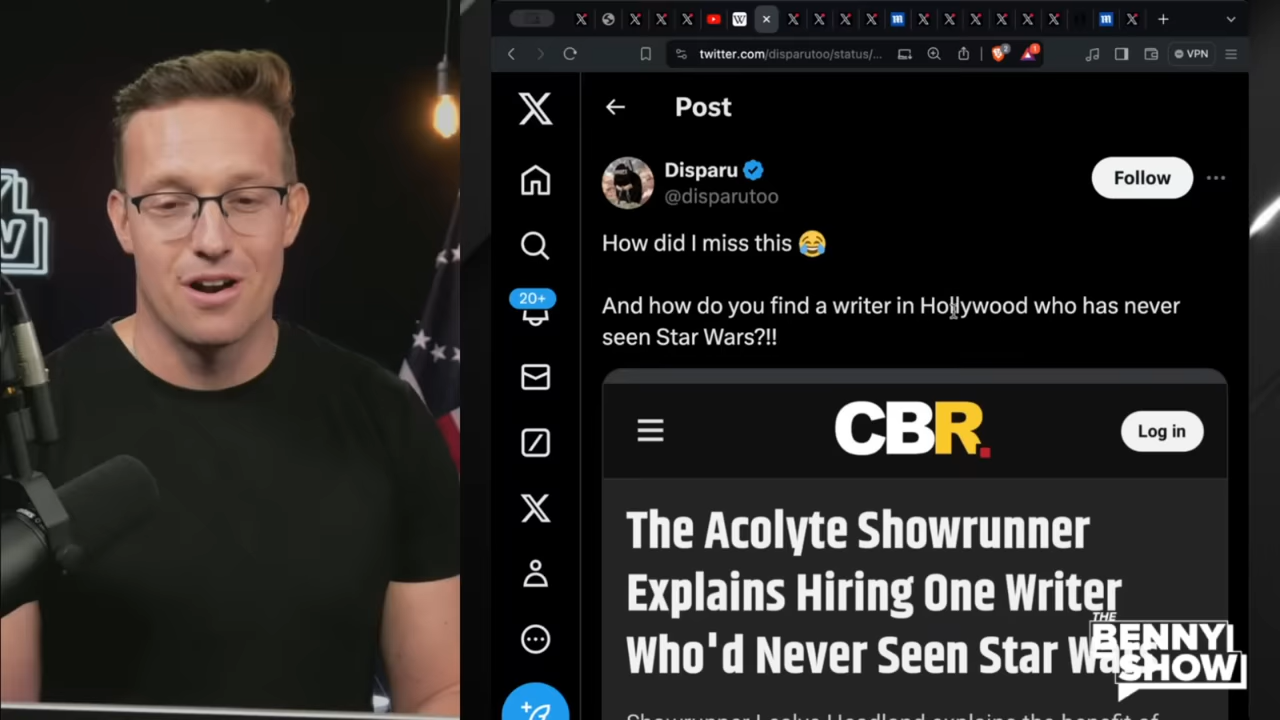 twitter.com/disparutoo/status/...
2
1
VPN
Post
Disparu
@disparutoo
Follow
How did I miss this 😂
20+
And how do you find a writer in Hollywood who has never
seen Star Wars?!!
CBR.
Log in
The Acolyte Showrunner
Explains Hiring One Writer
Who'd Never Seen Star Wars
THE
BENNY
SHOW